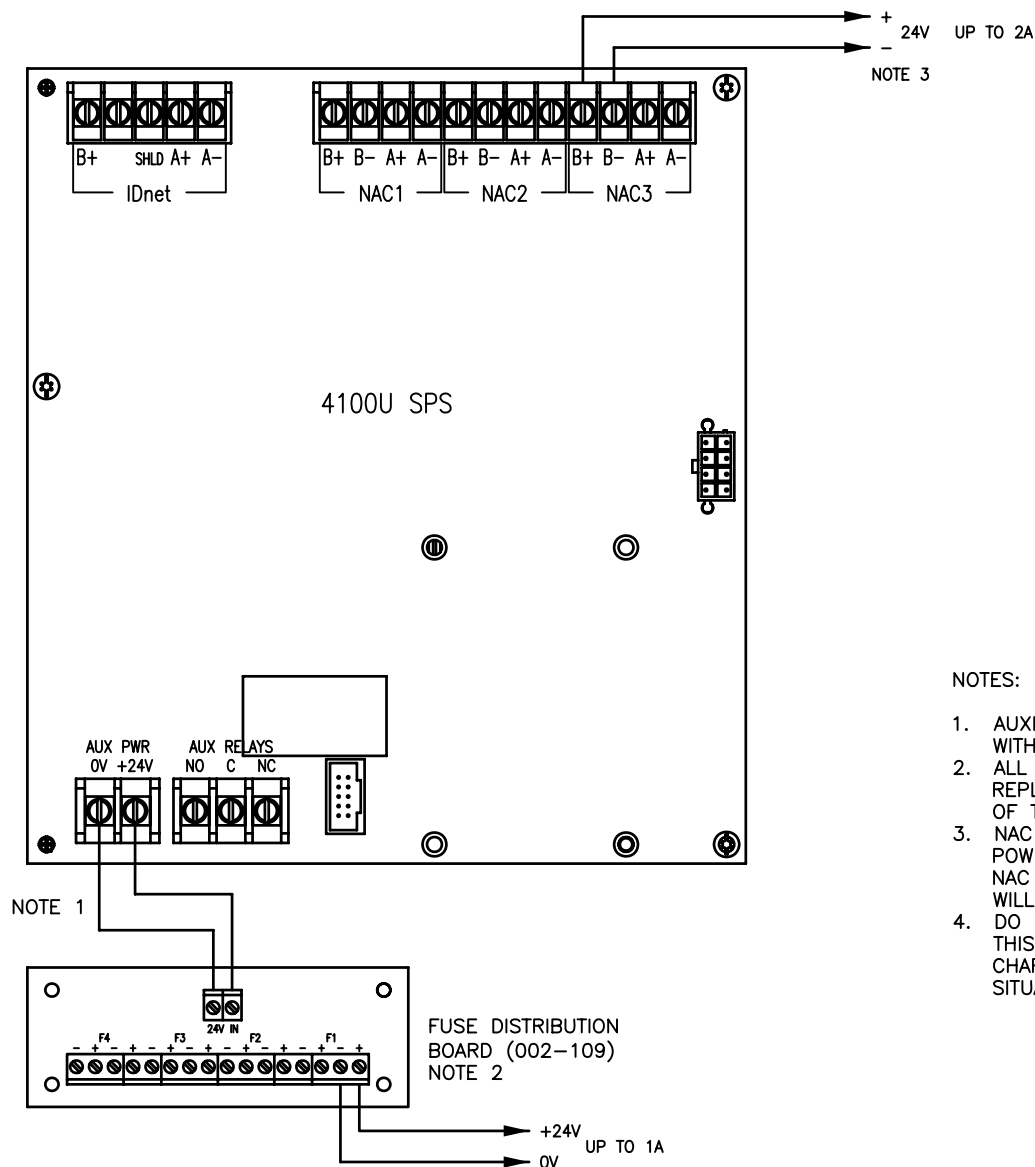 +
24V UP TO 2A
-
NOTE 3
B+ SHLD A+ A-
IDnet
B+ B- A+ A- B+ B- A+ A- B+ B- A+ A-
NAC1 NAC2 NAC3
4100U SPS
AUX PWR AUX RELAYS
0V +24V NO C NC
NOTE 1
24V IN
F4 F3 F2 F1
- + - + - + - + - + - + - + - +
FUSE DISTRIBUTION
BOARD (002-109)
NOTE 2
+24V
UP TO 1A
0V
NOTES:
1. AUXI
WITH
2. ALL
REPL
OF T
3. NAC
POW
NAC
WILL
4. DO
THIS
CHAR
SITUA